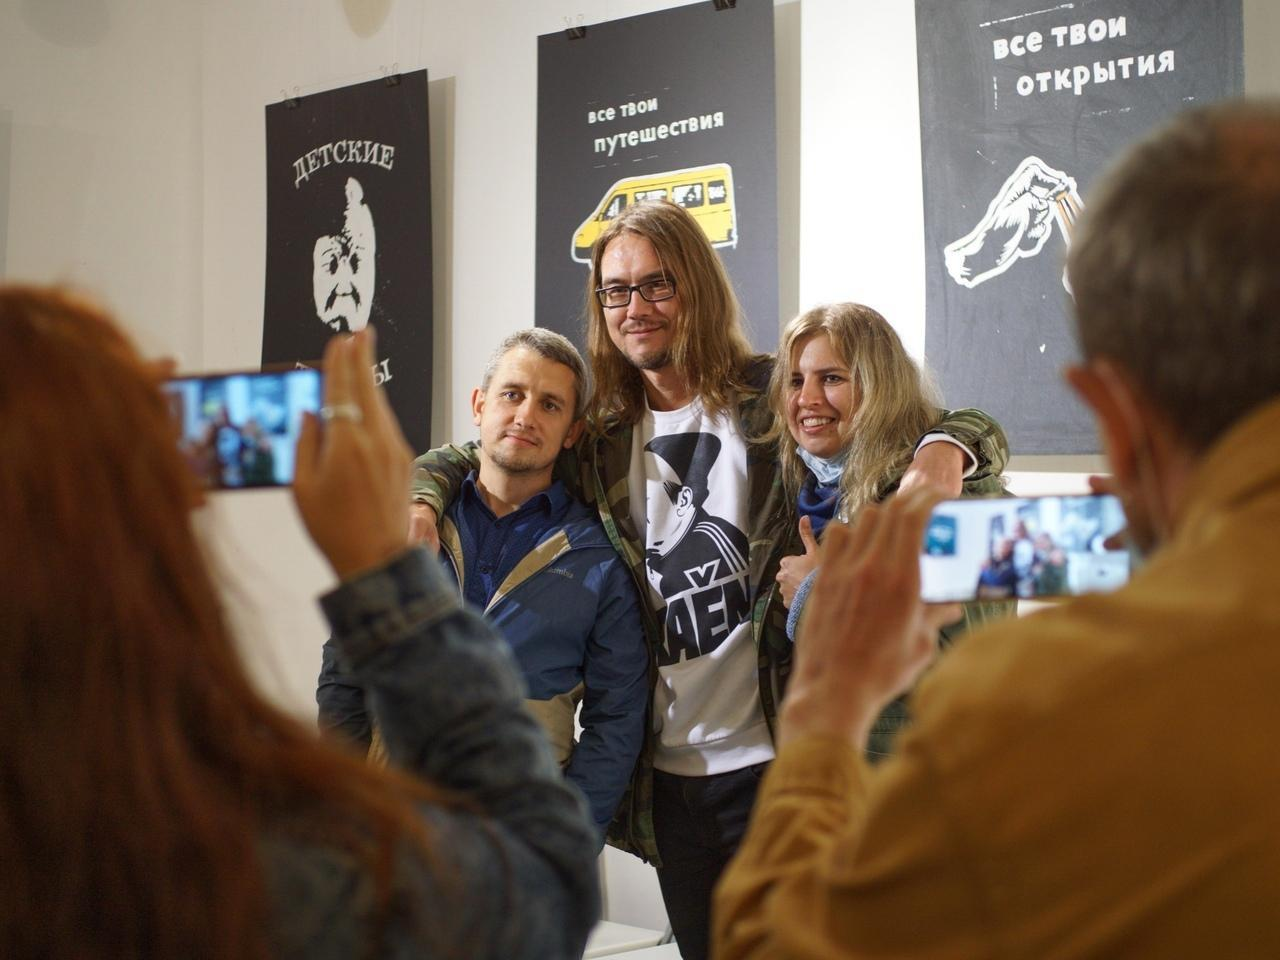 ДЕТСКИЕ
все твои
путешествия
все твои
открытия